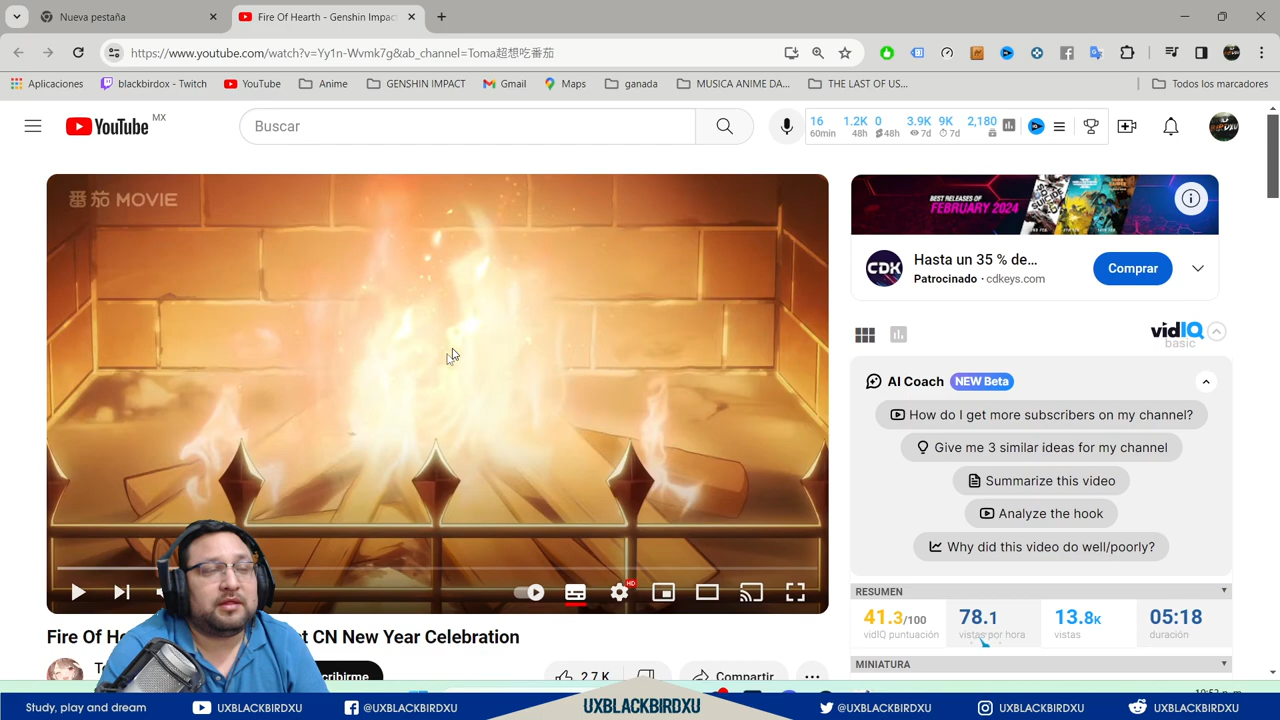 Nueva pestaña
Fire Of Hearth - Genshin Impac
https://www.youtube.com/watch?v=Yy1n-Wvmk7g&ab_channel=Toma超想吃番茄
Aplicaciones
blackbirdox - Twitch
YouTube
Anime
GENSHIN IMPACT
Gmail
Maps
ganada
MUSICA ANIME DA...
THE LAST OF US...
Todos los marcadores
YouTube MX
Buscar
16 1.2K 0 3.9K 9K 2,180
60min 48h 48h 7d 7d
番茄 MOVIE
BEST RELEASES OF
FEBRUARY 2024
CDK
Hasta un 35 % de...
Patrocinado · cdkeys.com
Comprar
vidIQ
basic
AI Coach NEW Beta
How do I get more subscribers on my channel?
Give me 3 similar ideas for my channel
Summarize this video
Analyze the hook
Why did this video do well/poorly?
HD
RESUMEN
41.3/100 78.1 13.8K 05:18
vidIQ puntuación vistas por hora vistas duración
MINIATURA
Fire Of He
t CN New Year Celebration
2.7 K
Compartir
Study, play and dream
UXBLACKBIRDXU
@UXBLACKBIRDXU
UXBLACKBIRDXU
@UXBLACKBIRDXU
UXBLACKBIRDXU
UXBLACKBIRDXU